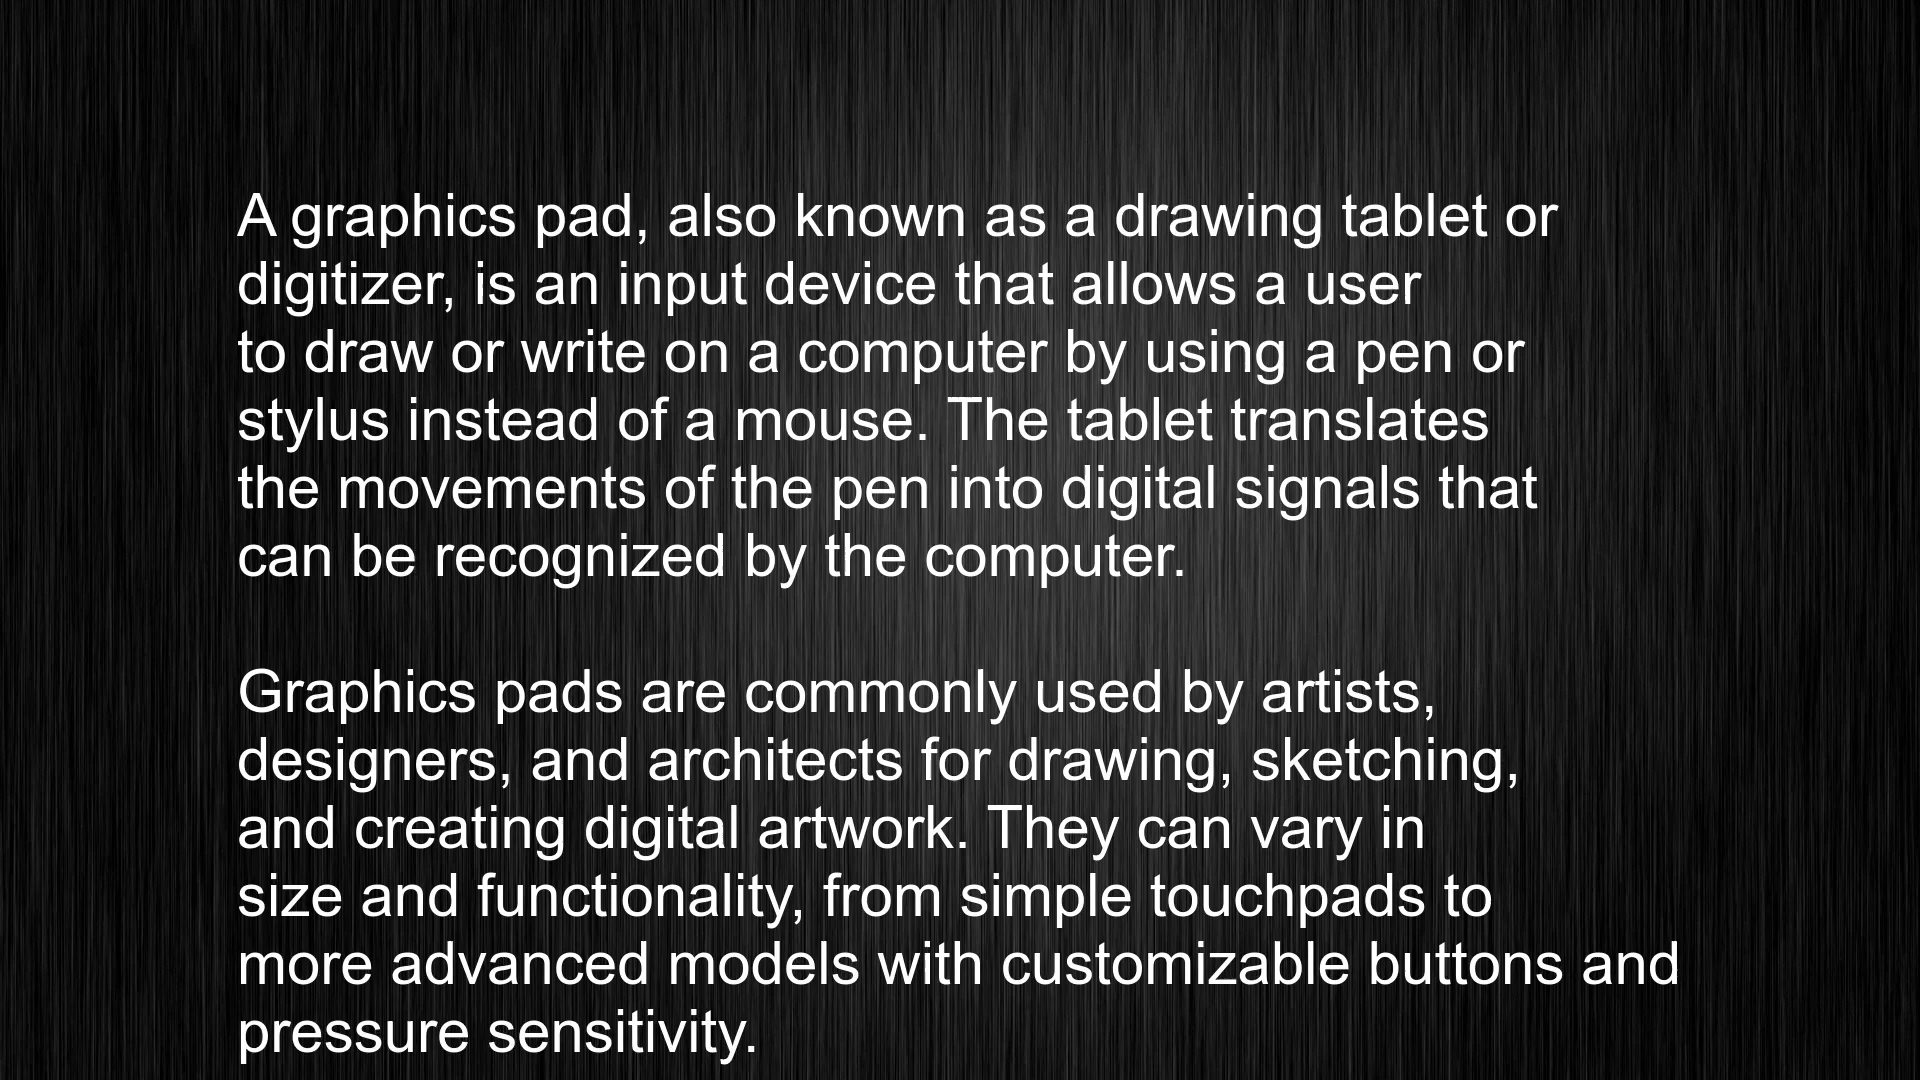 A graphics pad, also known as a drawing tablet or
digitizer, is an input device that allows a user
to draw or write on a computer by using a pen or
stylus instead of a mouse. The tablet translates
the movements of the pen into digital signals that
can be recognized by the computer.
Graphics pads are commonly used by artists,
designers, and architects for drawing, sketching,
and creating digital artwork. They can vary in
size and functionality, from simple touchpads to
more advanced models with customizable buttons and
pressure sensitivity.